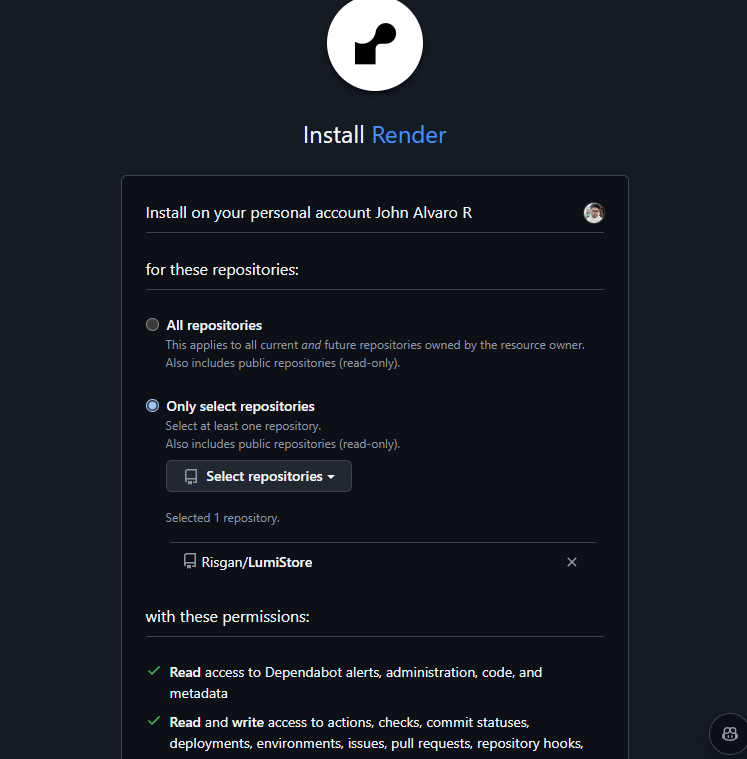 Install Render
Install on your personal account John Alvaro R
for these repositories:
All repositories
This applies to all current and future repositories owned by the resource owner.
Also includes public repositories (read-only).
Only select repositories
Select at least one repository.
Also includes public repositories (read-only).
Select repositories
Selected 1 repository.
Risgan/LumiStore
with these permissions:
Read access to Dependabot alerts, administration, code, and
metadata
Read and write access to actions, checks, commit statuses,
deployments, environments, issues, pull requests, repository hooks,